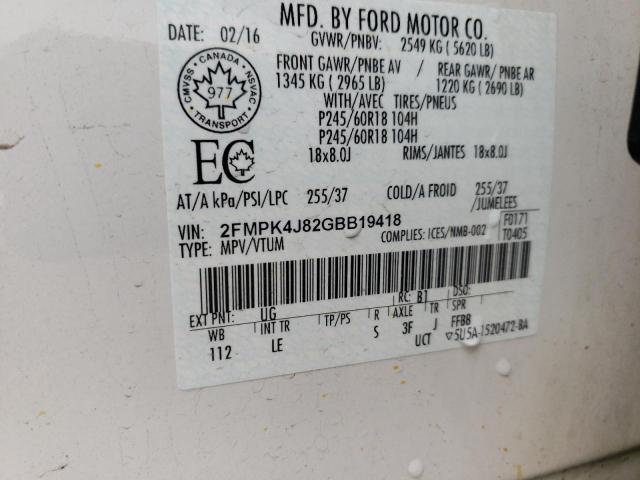 MFD. BY FORD MOTOR CO.
DATE: 02/16
GVWR/PNBV: 2549 KG ( 5620 LB)
FRONT GAWR/PNBE AV / REAR GAWR/ PNBE AR
1345 KG ( 2965 LB) 1220 KG ( 2690 LB)
CMVSS · CANADA · NSVAC
977
TRANSPORT
WITH/AVEC TIRES/PNEUS
P245/60R18 104H
P245/60R18 104H
18x8.0J RIMS/JANTES 18x8.0J
EC
AT/A kPa/PSI/LPC 255/37 COLD/A FROID 255/37
/JUMELEES
VIN: 2FMPK4J82GBB19418 F0171
TYPE: MPV/VTUM COMPLIES: ICES/NMB-002 T0405
EXT PNT: UG RC: B1 DSO:
WB INT TR TP/PS R AXLE TR SPR
112 LE S 3F J FFBB
UCT ▽5U5A-1520472-BA